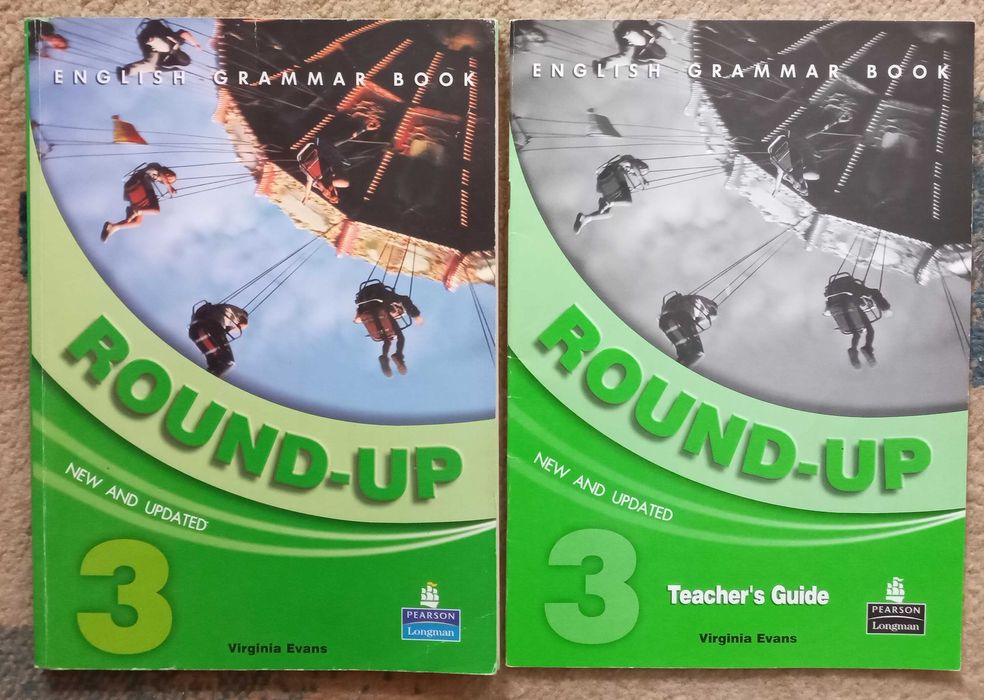 ENGLISH GRAMMAR BOOK
ROUND-UP
NEW AND UPDATED
3
PEARSON
Longman
Virginia Evans
ENGLISH GRAMMAR BOOK
ROUND-UP
NEW AND UPDATED
3
Teacher's Guide
PEARSON
Longman
Virginia Evans